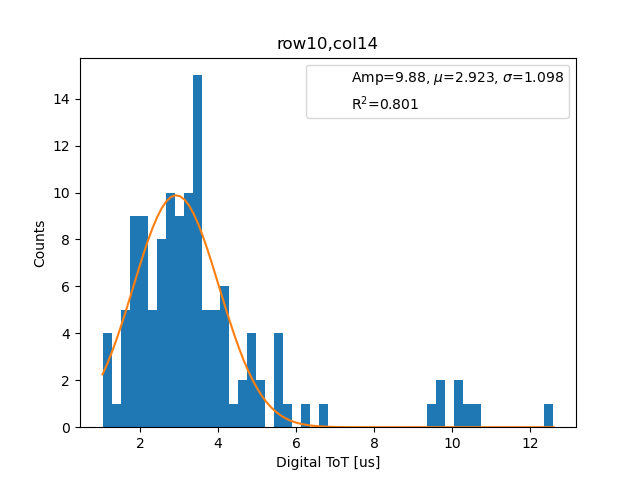 row10,col14
Amp=9.88, μ=2.923, σ=1.098
R²=0.801
14
12
10
8
6
4
2
0
Counts
2 4 6 8 10 12
Digital ToT [us]